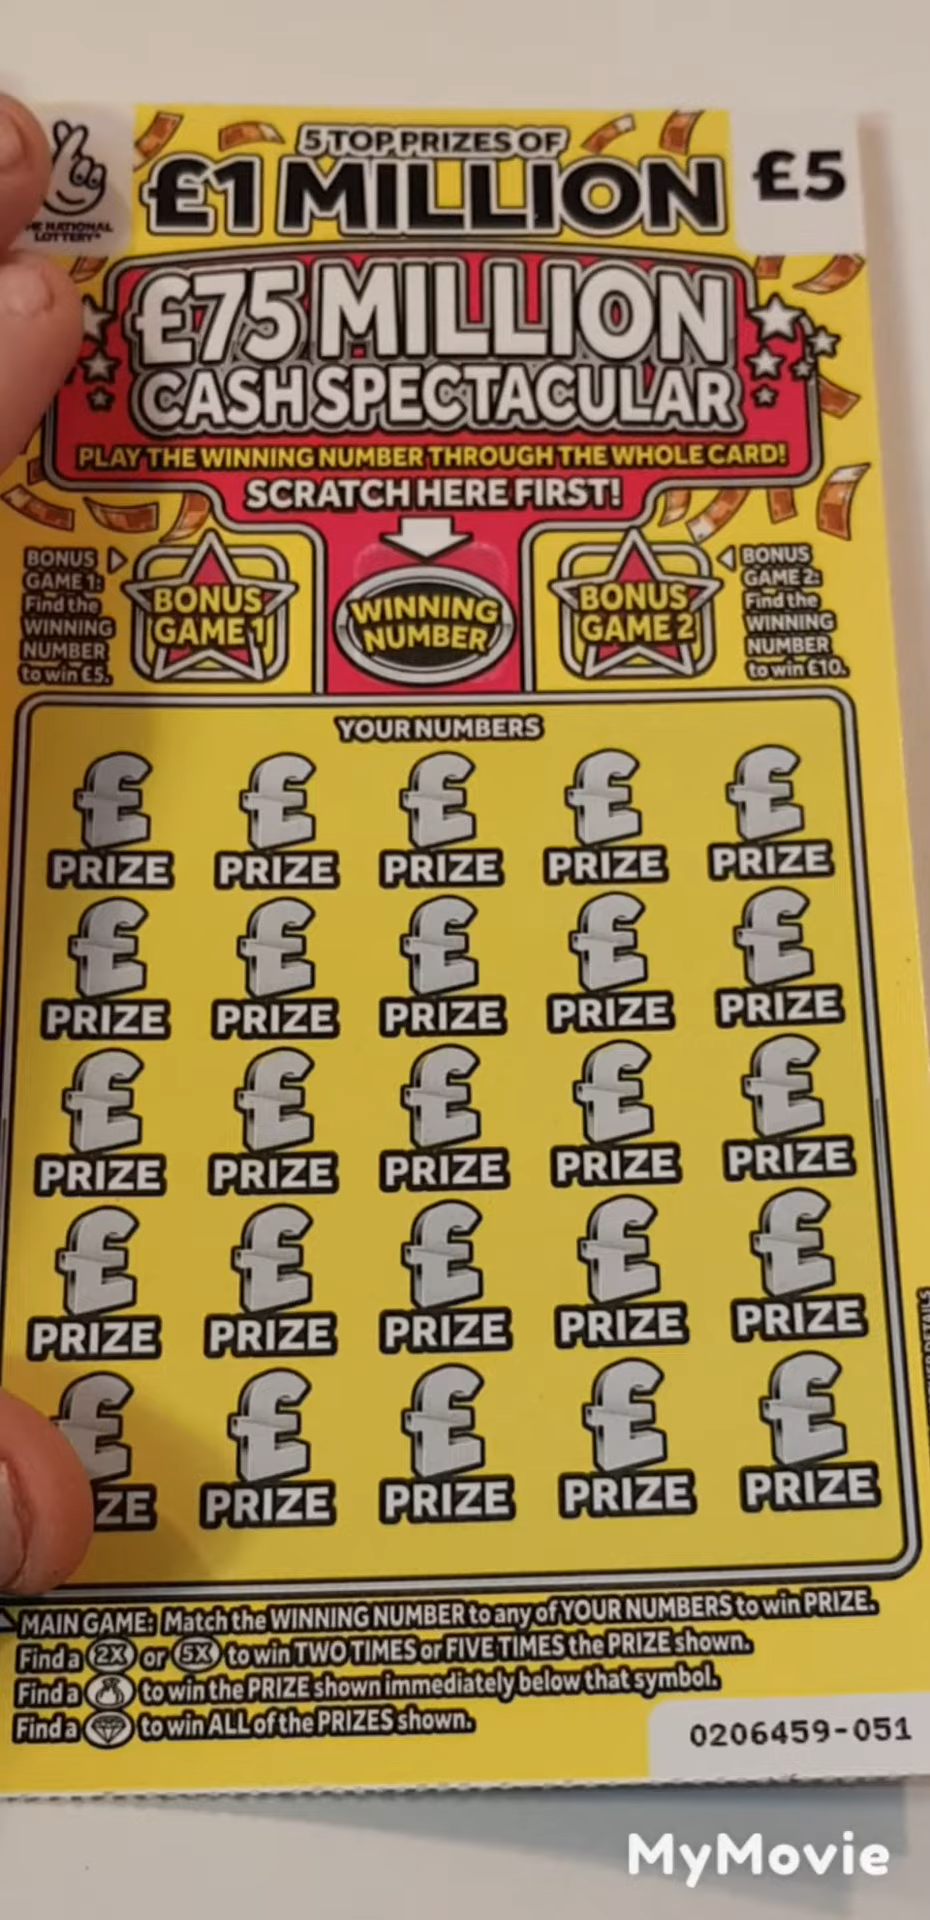 5 TOP PRIZES OF
£1 MILLION
£5
THE NATIONAL
LOTTERY®
£75 MILLION
CASH SPECTACULAR
PLAY THE WINNING NUMBER THROUGH THE WHOLE CARD!
SCRATCH HERE FIRST!
BONUS
GAME 1:
Find the
WINNING
NUMBER
to win £5.
BONUS
GAME 1
WINNING
NUMBER
BONUS
GAME 2
BONUS
GAME 2:
Find the
WINNING
NUMBER
to win £10.
YOUR NUMBERS
£ £ £ £ £
PRIZE PRIZE PRIZE PRIZE PRIZE
£ £ £ £ £
PRIZE PRIZE PRIZE PRIZE PRIZE
£ £ £ £ £
PRIZE PRIZE PRIZE PRIZE PRIZE
£ £ £ £ £
PRIZE PRIZE PRIZE PRIZE PRIZE
£ £ £ £ £
ZE PRIZE PRIZE PRIZE PRIZE
MAIN GAME: Match the WINNING NUMBER to any of YOUR NUMBERS to win PRIZE.
Find a 2X or 5X to win TWO TIMES or FIVE TIMES the PRIZE shown.
Find a to win the PRIZE shown immediately below that symbol.
Find a to win ALL of the PRIZES shown.
0206459-051
MyMovie